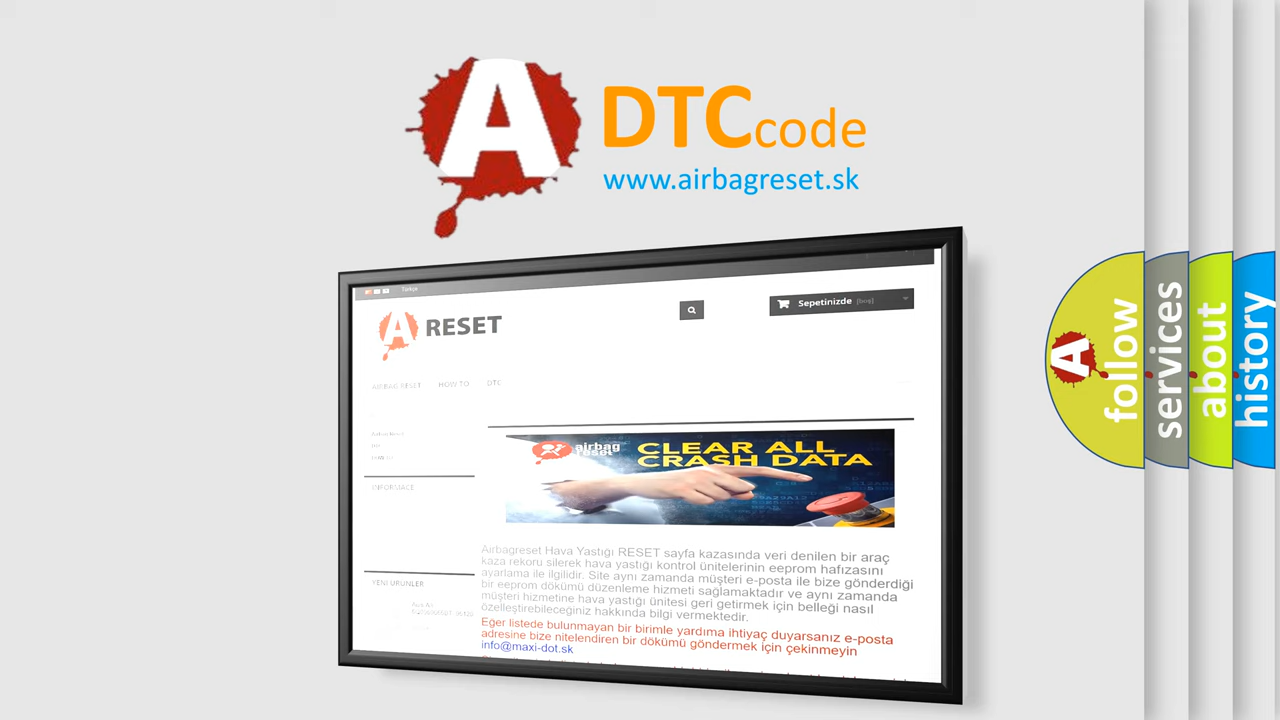 A DTC code
www.airbagreset.sk
Türkçe
A RESET
Sepetinizde [boş]
AIRBAG RESET HOW TO DTC
INFORMACE
airbag
reset
CLEAR ALL
CRASH DATA
Airbagreset Hava Yastığı RESET sayfa kazasında veri denilen bir araç
kaza rekoru silerek hava yastığı kontrol ünitelerinin eeprom hafızasını
ayarlama ile ilgilidir. Site aynı zamanda müşteri e-posta ile bize gönderdiği
bir eeprom dökümü düzenleme hizmeti sağlamaktadır ve aynı zamanda
müşteri hizmetine hava yastığı ünitesi geri getirmek için belleği nasıl
özelleştirebileceğiniz hakkında bilgi vermektedir.
Eğer listede bulunmayan bir birimle yardıma ihtiyaç duyarsanız e-posta
adresine bize nitelendiren bir dökümü göndermek için çekinmeyin
info@maxi-dot.sk
YENI ÜRÜNLER
A follow
services
about
history